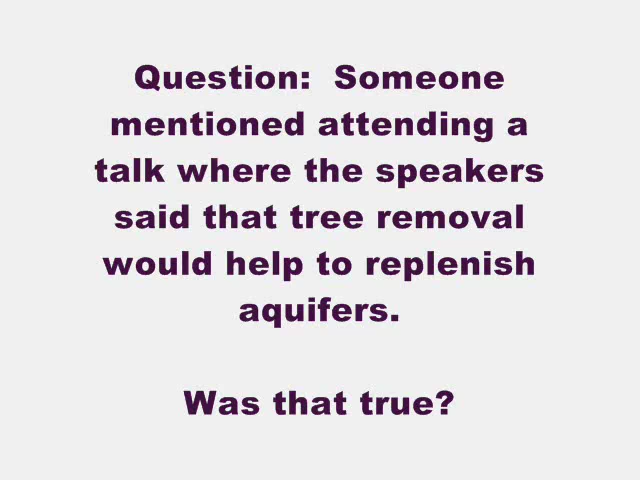 Question:  Someone
mentioned attending a
talk where the speakers
said that tree removal
would help to replenish
aquifers.
Was that true?